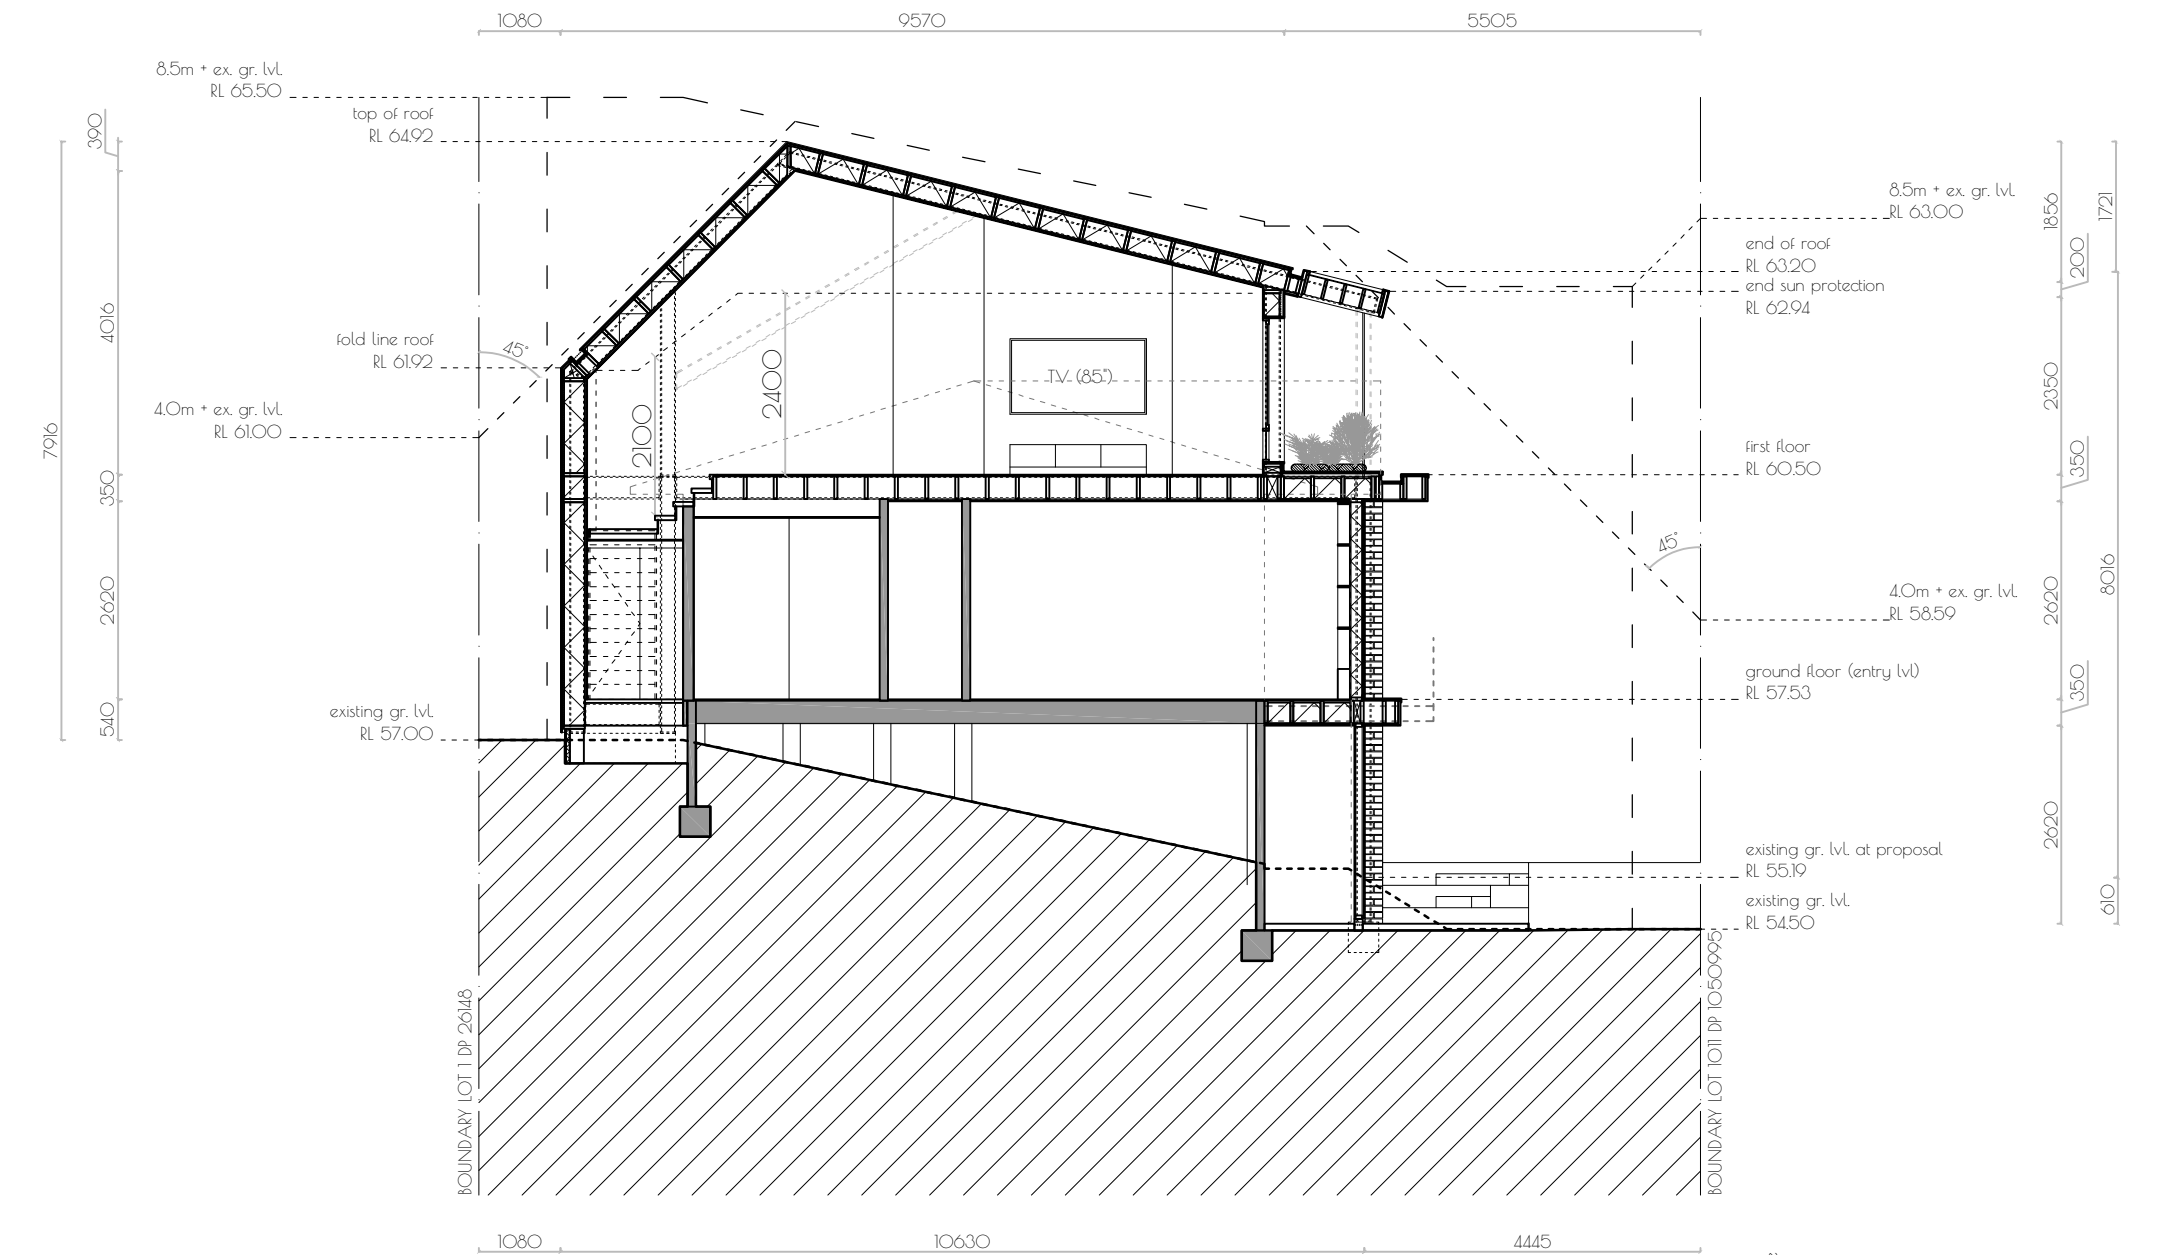 1080
9570
5505
8.5m + ex. gr. lvl.
RL 65.50
top of roof
RL 64.92
390
4016
7916
350
2620
540
fold line roof
RL 61.92
45°
4.0m + ex. gr. lvl.
RL 61.00
existing gr. lvl.
RL 57.00
2100
2400
TV (85")
8.5m + ex. gr. lvl.
RL 63.00
end of roof
RL 63.20
end sun protection
RL 62.94
first floor
RL 60.50
45°
4.0m + ex. gr. lvl.
RL 58.59
ground floor (entry lvl)
RL 57.53
existing gr. lvl. at proposal
RL 55.19
existing gr. lvl.
RL 54.50
1856
200
1721
2350
350
2620
8016
350
2620
610
BOUNDARY LOT 1 DP 26148
BOUNDARY LOT 1011 DP 1050995
1080
10630
4445